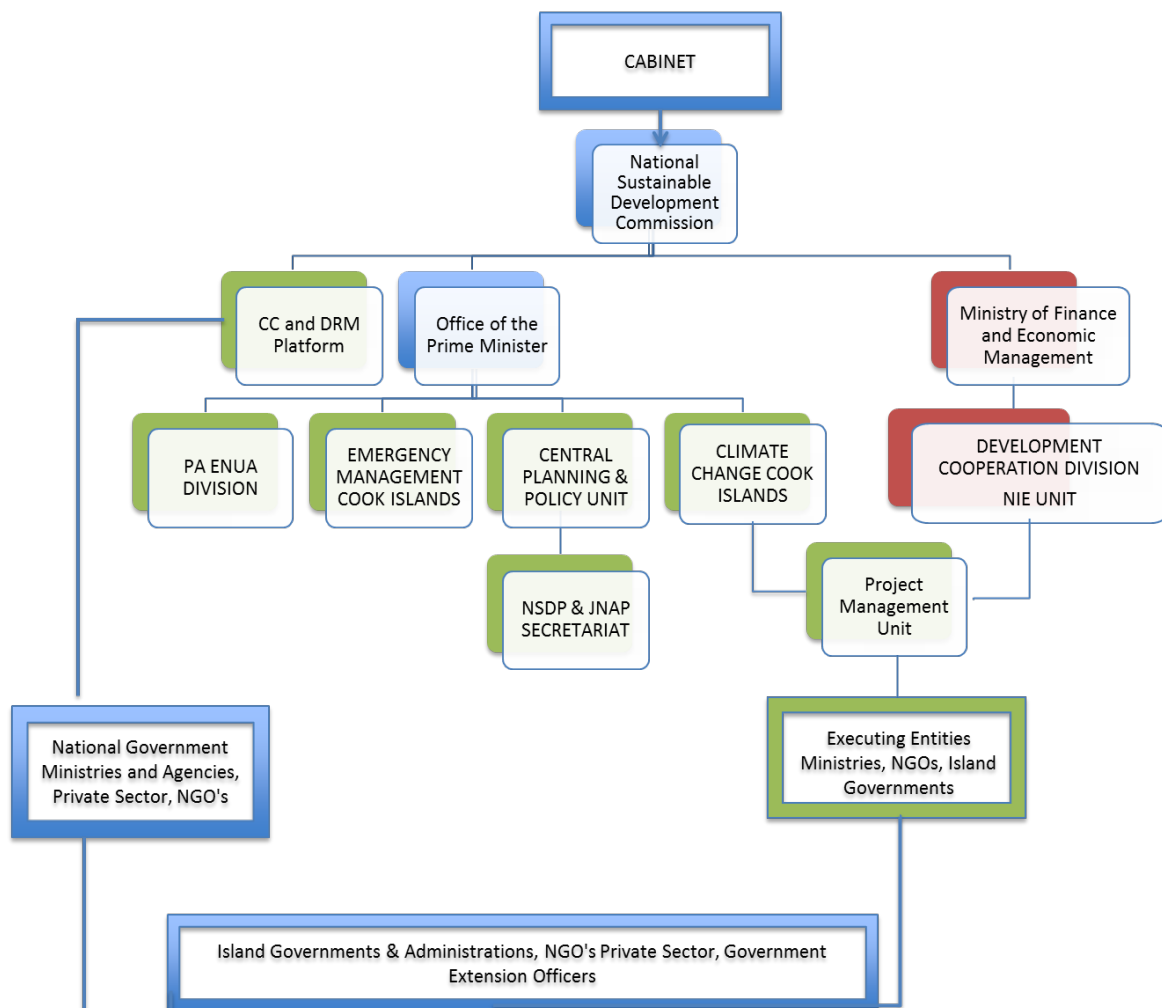 CABINET
National
Sustainable
Development
Commission
CC and DRM
Platform
Office of the
Prime Minister
Ministry of Finance
and Economic
Management
PA ENUA
DIVISION
EMERGENCY
MANAGEMENT
COOK ISLANDS
CENTRAL
PLANNING &
POLICY UNIT
CLIMATE
CHANGE COOK
ISLANDS
DEVELOPMENT
COOPERATION DIVISION
NIE UNIT
NSDP & JNAP
SECRETARIAT
Project
Management
Unit
National Government
Ministries and Agencies,
Private Sector, NGO's
Executing Entities
Ministries, NGOs, Island
Governments
Island Governments & Administrations, NGO's Private Sector, Government
Extension Officers